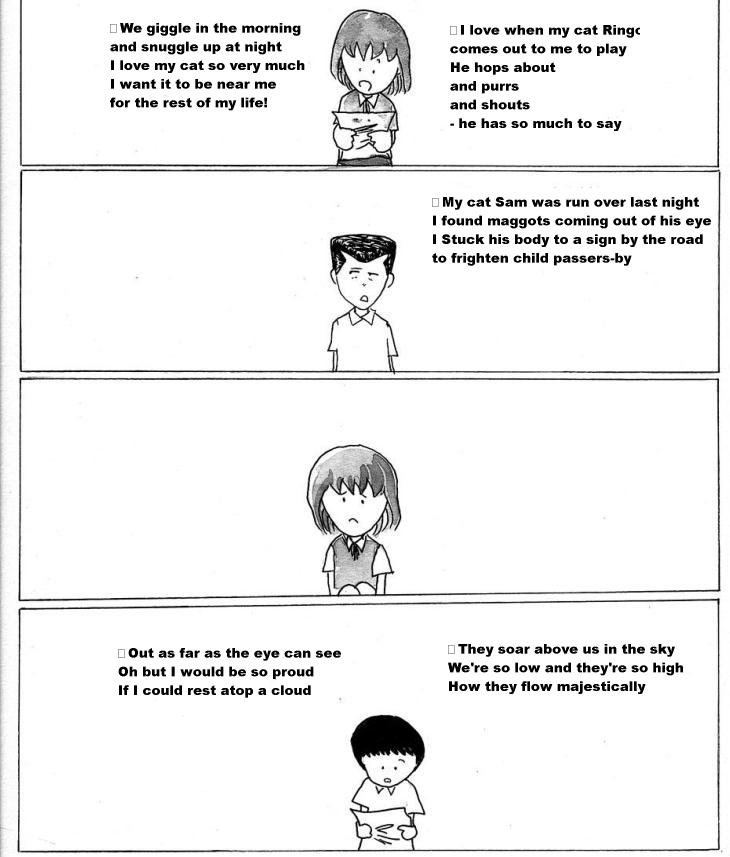 I love when my cat Ringo
comes out to me to play
He hops about
and purrs
and shouts
- he has so much to say
We giggle in the morning
and snuggle up at night
I love my cat so very much
I want it to be near me
for the rest of my life!
My cat Sam was run over last night
I found maggots coming out of his eye
I Stuck his body to a sign by the road
to frighten child passers-by
They soar above us in the sky
We're so low and they're so high
How they flow majestically
Out as far as the eye can see
Oh but I would be so proud
If I could rest atop a cloud